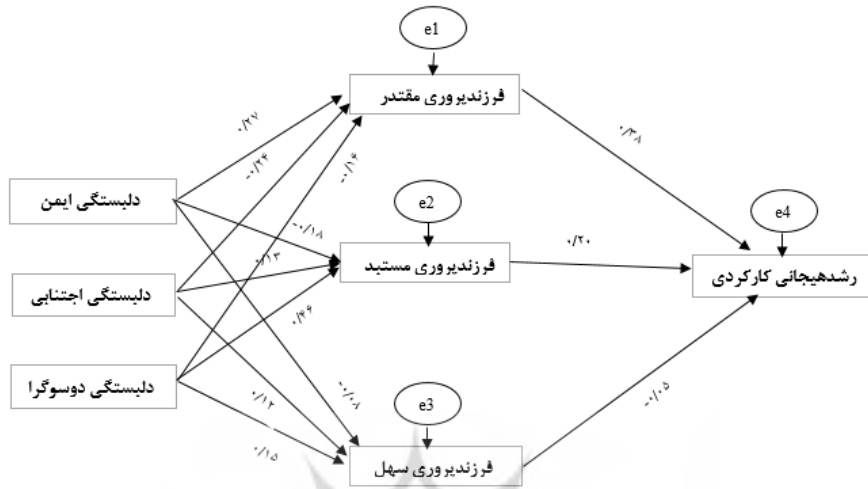 e1
فرزندپروری مقتدر
۰/۲۷
-۰/۲۴
-۰/۱۴
۰/۳۸
دلبستگی ایمن
e2
e4
-۰/۱۸
فرزندپروری مستبد
۰/۲۰
رشدهیجانی کارکردی
۰/۱۳
دلبستگی اجتنابی
۰/۴۶
دلبستگی دوسوگرا
e3
-۰/۰۸
۰/۱۲
-۰/۰۵
۰/۱۵
فرزندپروری سهل